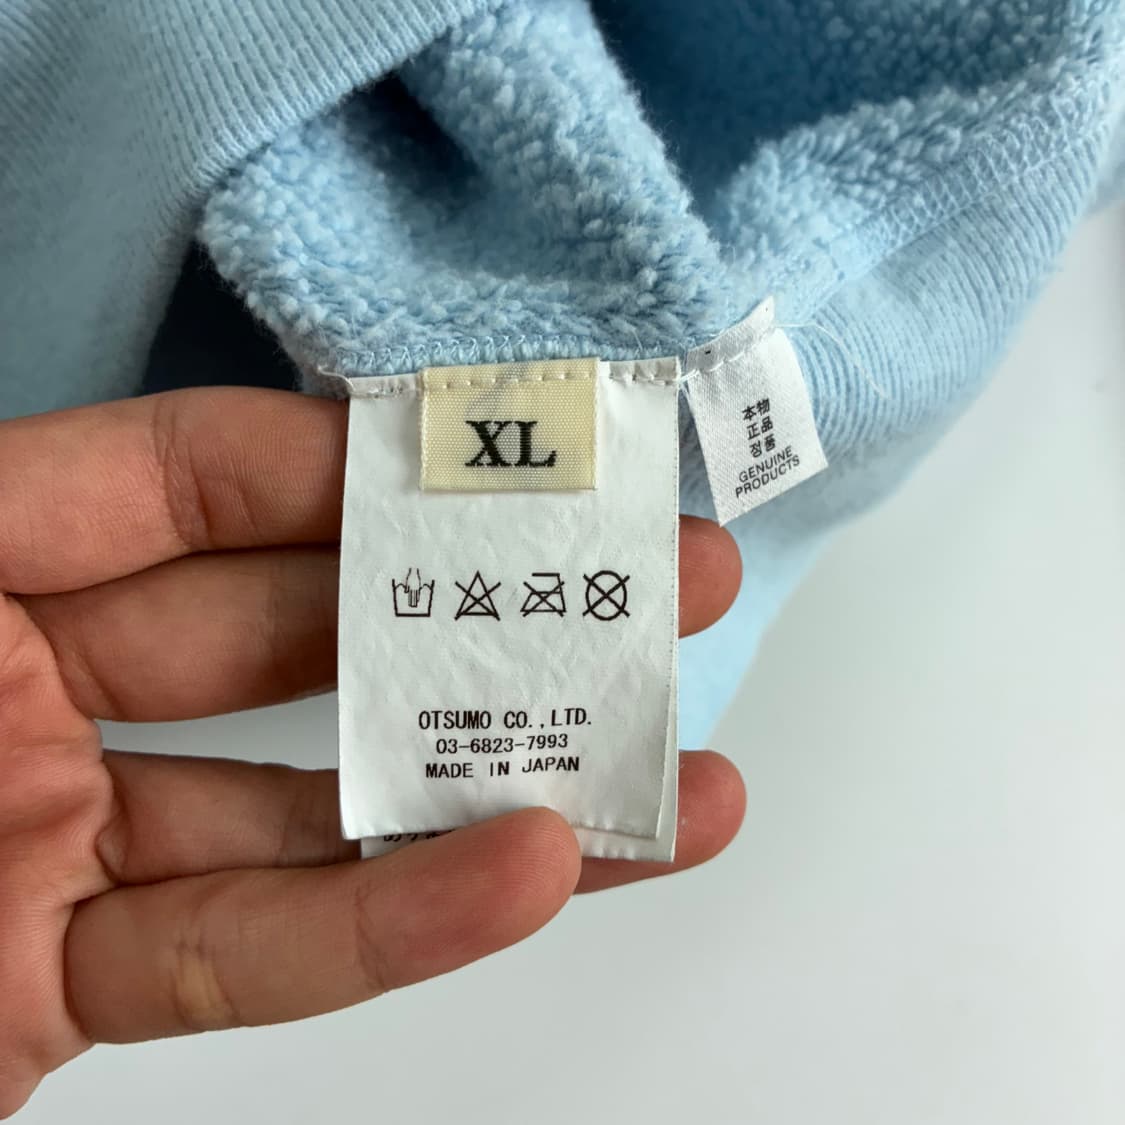 XL
OTSUMO CO.,LTD.
03-6823-7993
MADE IN JAPAN
本物
正品
정품
GENUINE
PRODUCTS